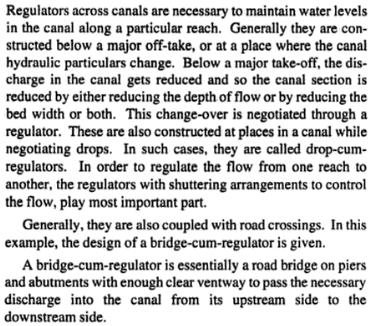 Regulators across canals are necessary to maintain water levels
in the canal along a particular reach. Generally they are con-
structed below a major off-take, or at a place where the canal
hydraulic particulars change. Below a major take-off, the dis-
charge in the canal gets reduced and so the canal section is
reduced by either reducing the depth of flow or by reducing the
bed width or both. This change-over is negotiated through a
regulator. These are also constructed at places in a canal while
negotiating drops. In such cases, they are called drop-cum-
regulators. In order to regulate the flow from one reach to
another, the regulators with shuttering arrangements to control
the flow, play most important part.
Generally, they are also coupled with road crossings. In this
example, the design of a bridge-cum-regulator is given.
A bridge-cum-regulator is essentially a road bridge on piers
and abutments with enough clear ventway to pass the necessary
discharge into the canal from its upstream side to the
downstream side.